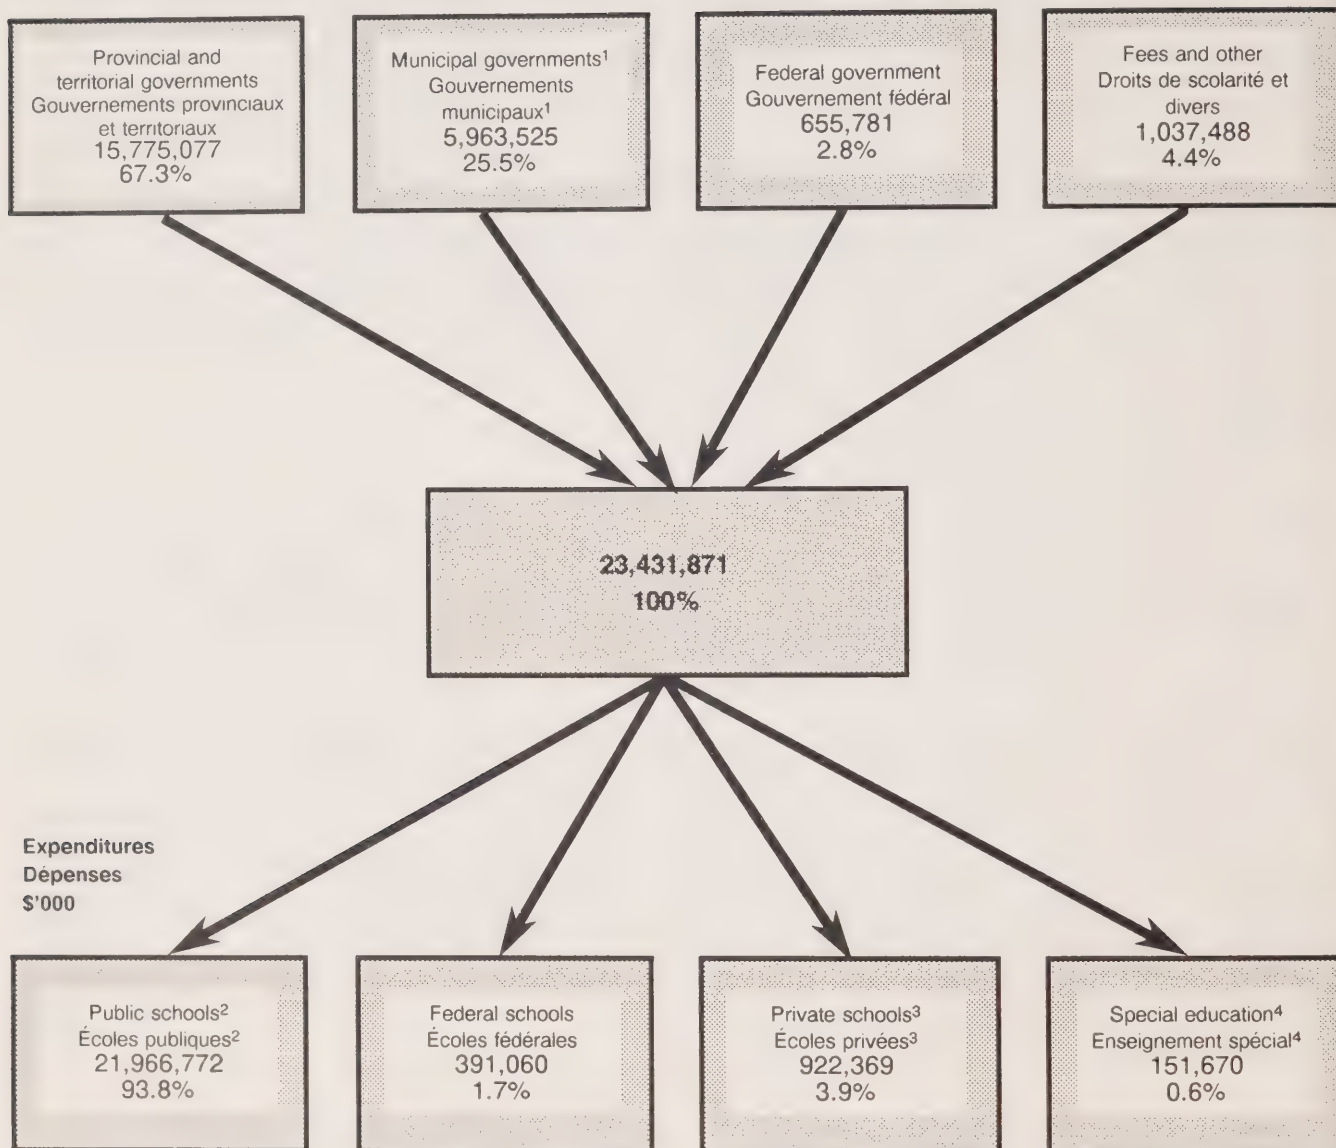 Provincial and
territorial governments
Gouvernements provinciaux
et territoriaux
15,775,077
67.3%
Municipal governments¹
Gouvernements
municipaux¹
5,963,525
25.5%
Federal government
Gouvernement fédéral
655,781
2.8%
Fees and other
Droits de scolarité et
divers
1,037,488
4.4%
23,431,871
100%
Expenditures
Dépenses
$'000
Public schools²
Écoles publiques²
21,966,772
93.8%
Federal schools
Écoles fédérales
391,060
1.7%
Private schools³
Écoles privées³
922,369
3.9%
Special education⁴
Enseignement spécial⁴
151,670
0.6%